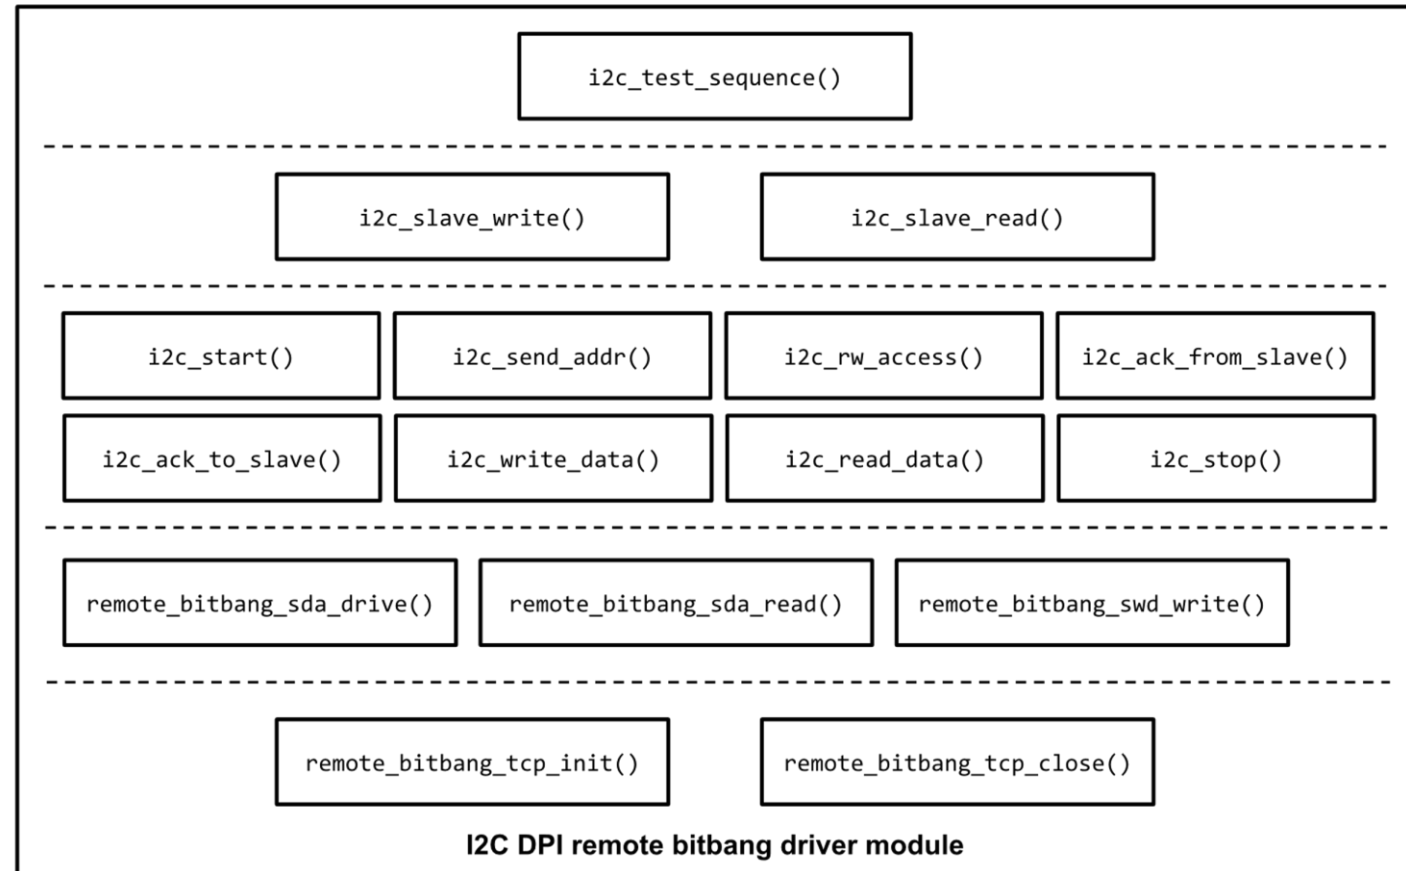 i2c_test_sequence()
i2c_slave_write() i2c_slave_read()
i2c_start() i2c_send_addr() i2c_rw_access() i2c_ack_from_slave()
i2c_ack_to_slave() i2c_write_data() i2c_read_data() i2c_stop()
remote_bitbang_sda_drive() remote_bitbang_sda_read() remote_bitbang_swd_write()
remote_bitbang_tcp_init() remote_bitbang_tcp_close()
I2C DPI remote bitbang driver module